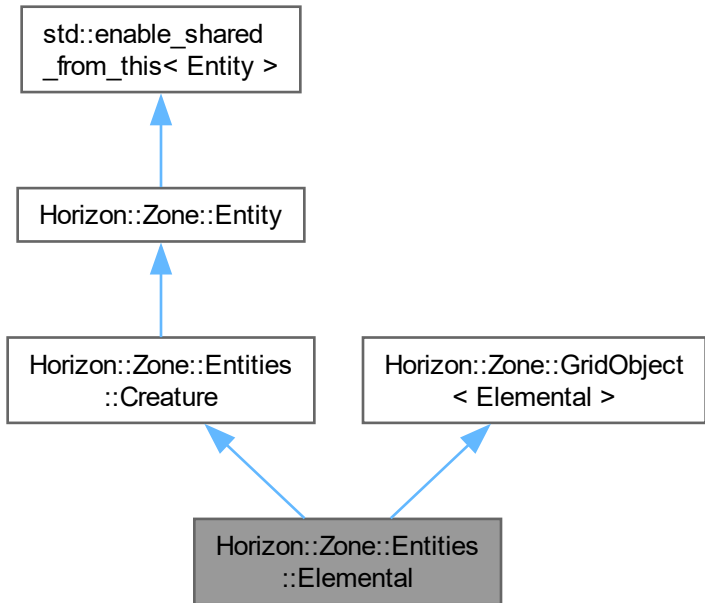 std::enable_shared
_from_this< Entity >
Horizon::Zone::Entity
Horizon::Zone::Entities
::Creature
Horizon::Zone::GridObject
< Elemental >
Horizon::Zone::Entities
::Elemental